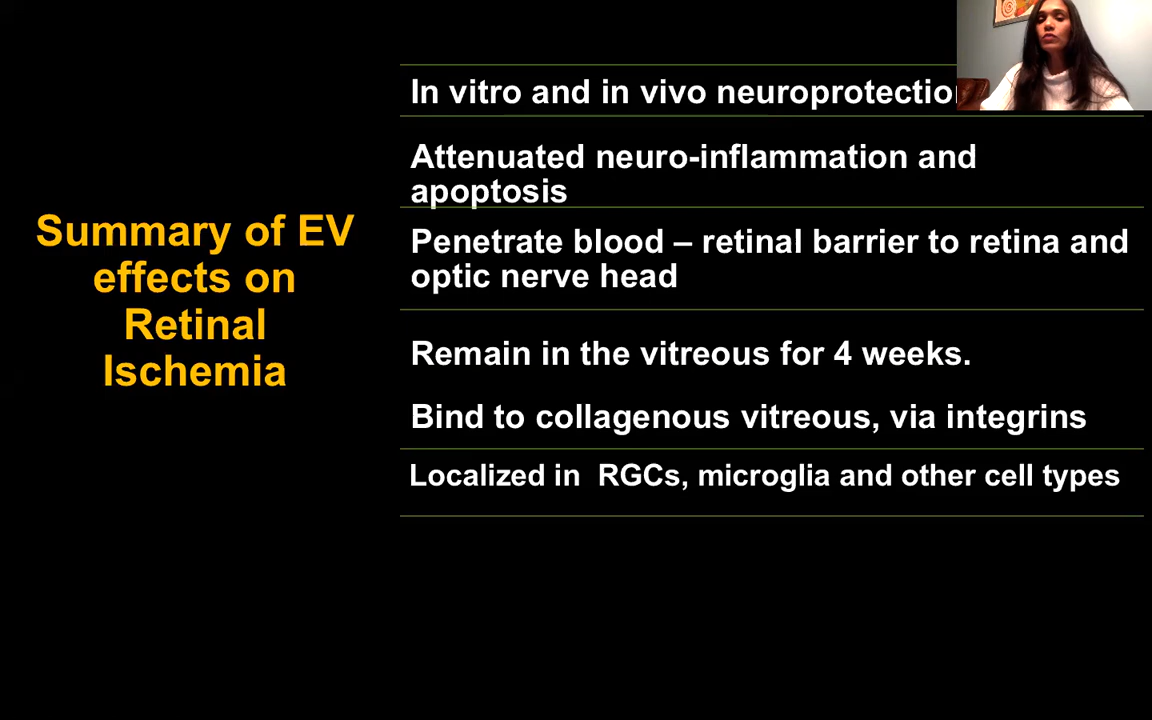 Summary of EV
effects on
Retinal
Ischemia
In vitro and in vivo neuroprotection
Attenuated neuro-inflammation and
apoptosis
Penetrate blood – retinal barrier to retina and
optic nerve head
Remain in the vitreous for 4 weeks.
Bind to collagenous vitreous, via integrins
Localized in RGCs, microglia and other cell types